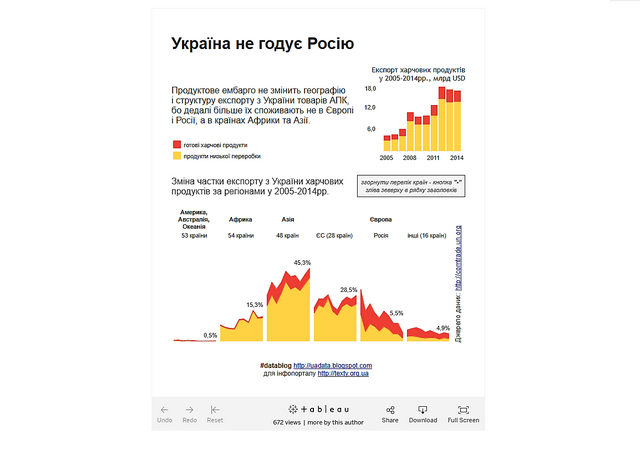 Україна не годує Росію
Експорт харчових продуктів
у 2005-2014рр., млрд USD
Продуктове ембарго не змінить географію
і структуру експорту з України товарів АПК,
бо дедалі більше їх споживають не в Європі
і Росії, а в країнах Африки та Азії.
18,0
12,0
6,0
2005 2008 2011 2014
готові харчові продукти
продукти низької переробки
Зміна частки експорту з України харчових
продуктів за регіонами у 2005-2014рр.
згорнути перелік країн - кнопка "-"
зліва зверху в рядку заголовків
Америка,
Австралія,
Океанія
Африка
Азія
Європа
53 країни
54 країни
48 країн
ЄС (28 країн)
Росія
інші (16 країн)
0,5%
15,3%
45,3%
28,5%
5,5%
4,9%
Джерело даних: http://comtrade.un.org
#datablog http://uadata.blogspot.com
для інфопорталу http://texty.org.ua
Undo
Redo
Reset
+ a b l e a u
672 views | more by this author
Share
Download
Full Screen